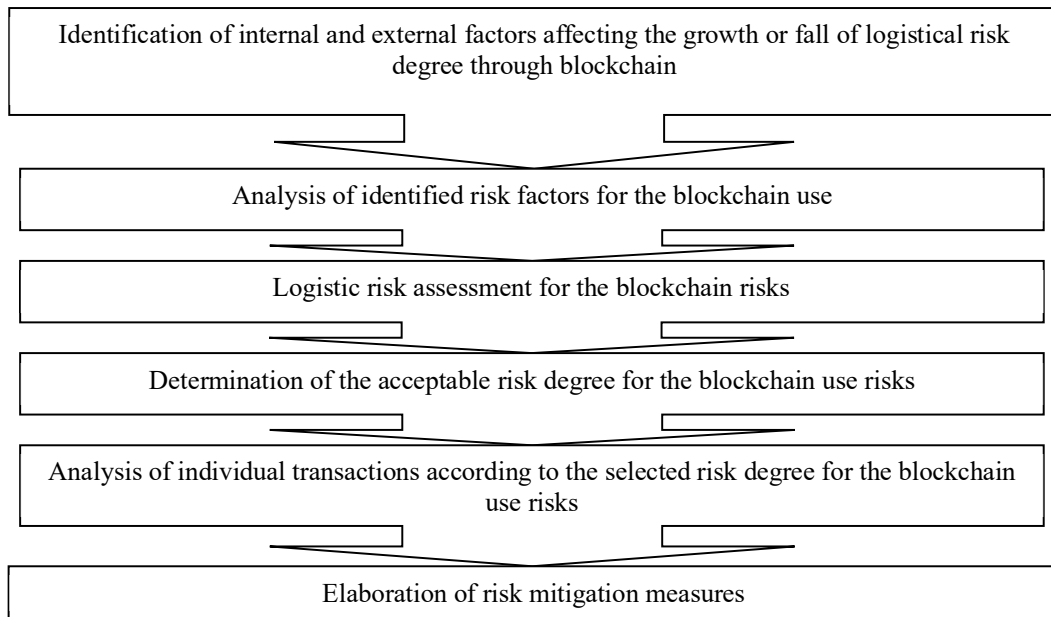 Identification of internal and external factors affecting the growth or fall of logistical risk
degree through blockchain
Analysis of identified risk factors for the blockchain use
Logistic risk assessment for the blockchain risks
Determination of the acceptable risk degree for the blockchain use risks
Analysis of individual transactions according to the selected risk degree for the blockchain
use risks
Elaboration of risk mitigation measures